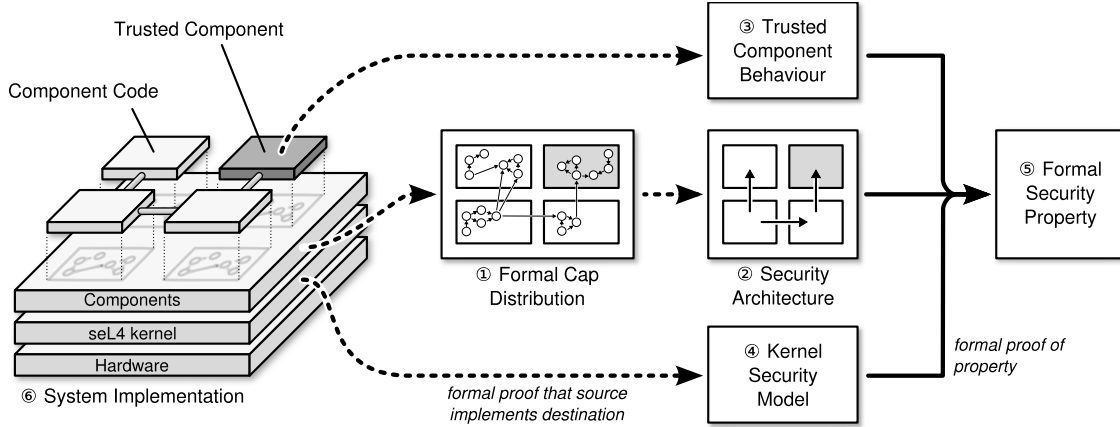 Trusted Component
Component Code
Components
seL4 kernel
Hardware
⑥ System Implementation
① Formal Cap
Distribution
② Security
Architecture
③ Trusted
Component
Behaviour
④ Kernel
Security
Model
⑤ Formal
Security
Property
formal proof that source
implements destination
formal proof of
property